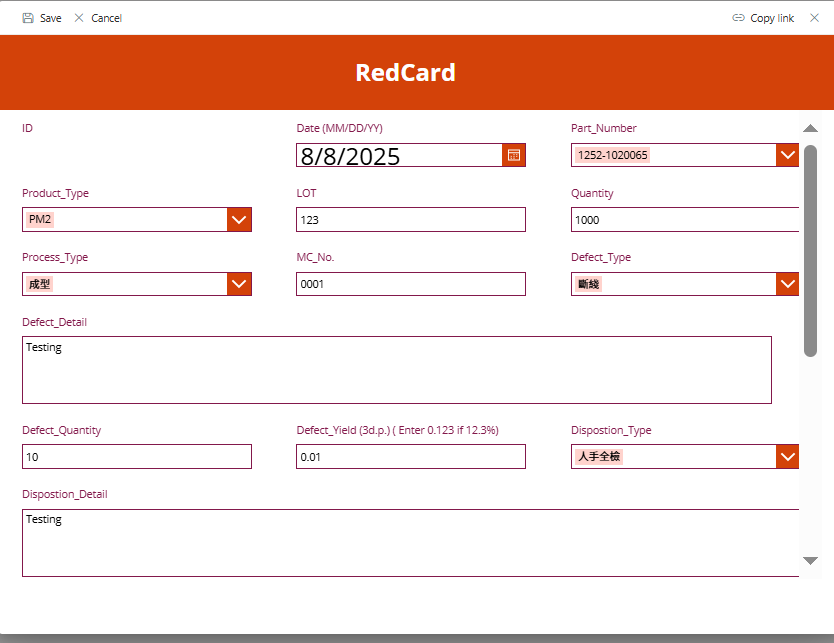 Save Cancel Copy link
RedCard
ID Date (MM/DD/YY) Part_Number
8/8/2025 1252-1020065
Product_Type LOT Quantity
PM2 123 1000
Process_Type MC_No. Defect_Type
成型 0001 斷綫
Defect_Detail
Testing
Defect_Quantity Defect_Yield (3d.p.) ( Enter 0.123 if 12.3%) Dispostion_Type
10 0.01 人手全檢
Dispostion_Detail
Testing